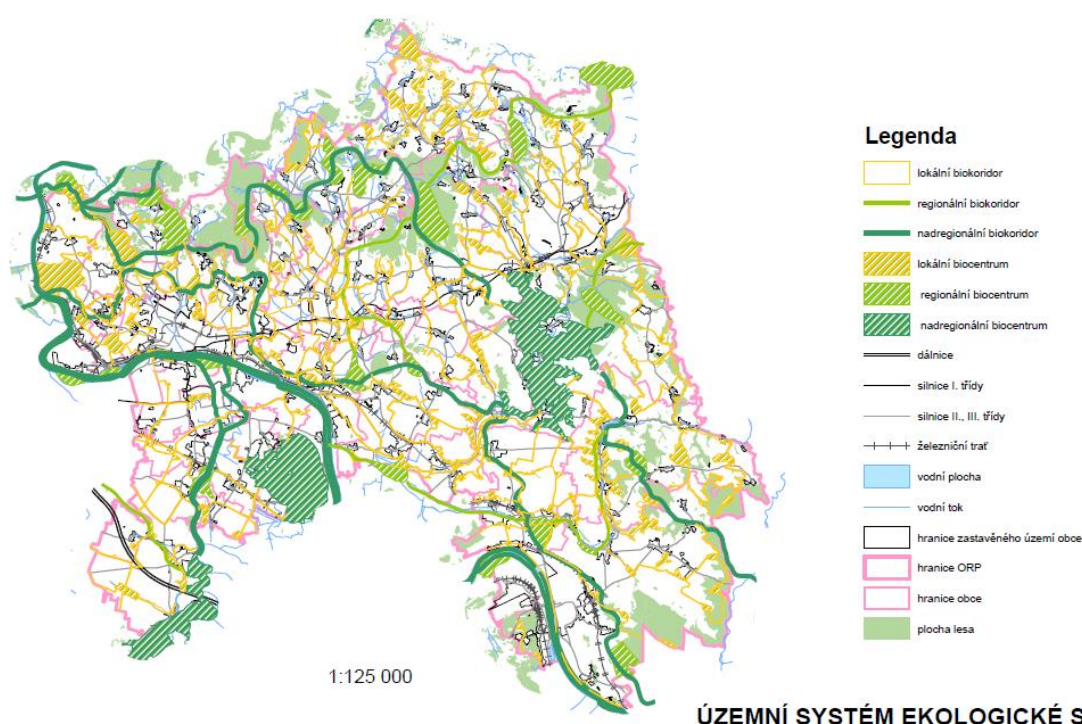 Legenda
lokální biokoridor
regionální biokoridor
nadregionální biokoridor
lokální biocentrum
regionální biocentrum
nadregionální biocentrum
dálnice
silnice I. třídy
silnice II., III. třídy
železniční trať
vodní plocha
vodní tok
hranice zastavěného území obce
hranice ORP
hranice obce
plocha lesa
1:125 000
ÚZEMNÍ SYSTÉM EKOLOGICKÉ S